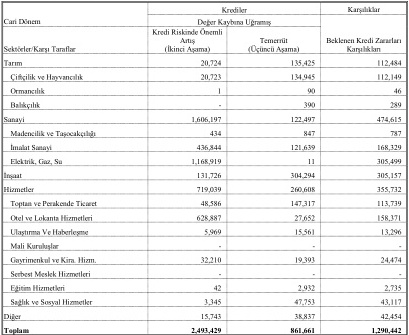 Cari Dönem
Krediler Karşılıklar
Değer Kaybına Uğramış
Sektörler/Karşı Taraflar
Kredi Riskinde Önemli Artış (İkinci Aşama) Temerrüt (Üçüncü Aşama) Beklenen Kredi Zararları Karşılıkları
Tarım 20,724 135,425 112,484
Çiftçilik ve Hayvancılık 20,723 134,945 112,149
Ormancılık 1 90 46
Balıkçılık - 390 289
Sanayi 1,606,197 122,497 474,615
Madencilik ve Taşocakçılığı 434 847 787
İmalat Sanayi 436,844 121,639 168,329
Elektrik, Gaz, Su 1,168,919 11 305,499
İnşaat 131,726 304,294 305,157
Hizmetler 719,039 260,608 355,732
Toptan ve Perakende Ticaret 48,586 147,317 113,739
Otel ve Lokanta Hizmetleri 628,887 27,652 158,371
Ulaştırma Ve Haberleşme 5,969 15,561 13,296
Mali Kuruluşlar - - -
Gayrimenkul ve Kira. Hizm. 32,210 19,393 24,474
Serbest Meslek Hizmetleri - - -
Eğitim Hizmetleri 42 2,932 2,735
Sağlık ve Sosyal Hizmetler 3,345 47,753 43,117
Diğer 15,743 38,837 42,454
Toplam 2,493,429 861,661 1,290,442